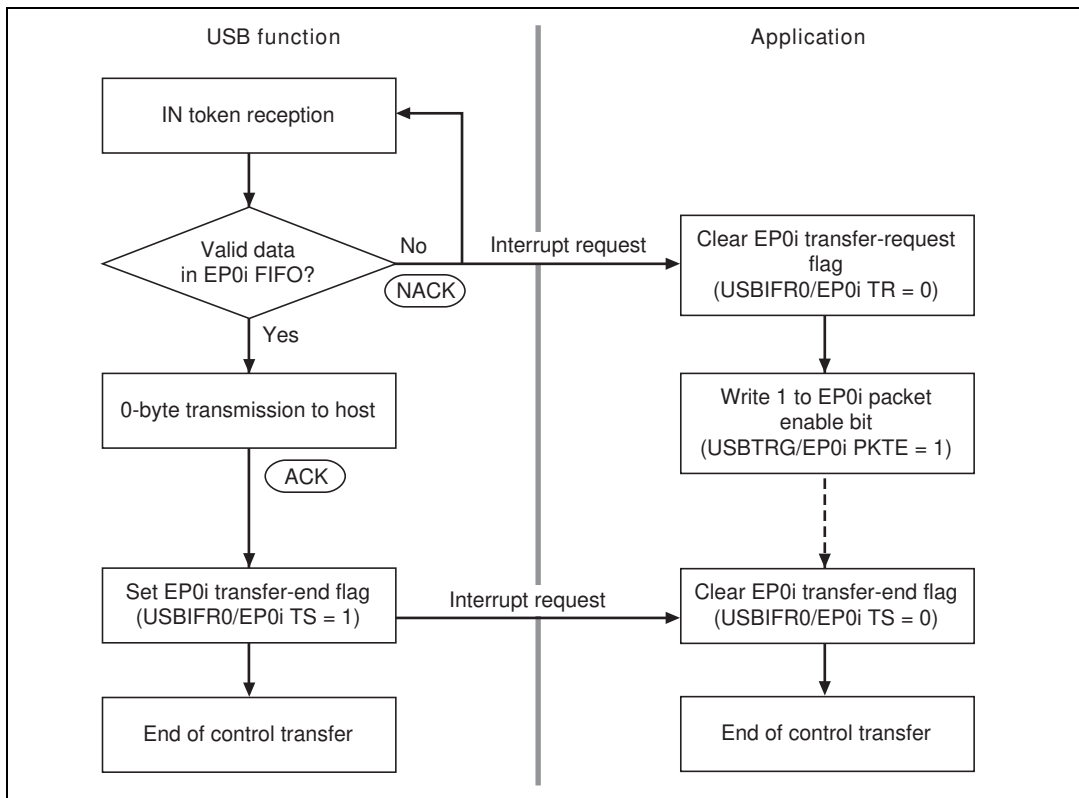 USB function
Application
IN token reception
Valid data
in EP0i FIFO?
No
NACK
Interrupt request
Clear EP0i transfer-request
flag
(USBIFR0/EP0i TR = 0)
Yes
0-byte transmission to host
Write 1 to EP0i packet
enable bit
(USBTRG/EP0i PKTE = 1)
ACK
Set EP0i transfer-end flag
(USBIFR0/EP0i TS = 1)
Interrupt request
Clear EP0i transfer-end flag
(USBIFR0/EP0i TS = 0)
End of control transfer
End of control transfer